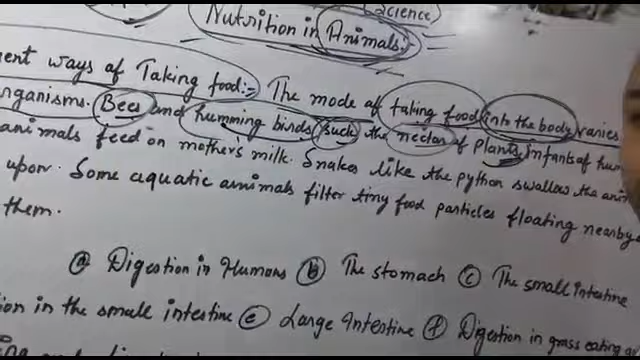 (Science)
Nutrition in Animals:-
ent ways of Taking food:- The mode of taking food into the body varies
organisms. Bees and humming birds suck the nectar of plants, infants of hum
animals feed on mother's milk. Snakes like the python swallow the ani
upon. Some aquatic animals filter tiny food particles floating nearby
them.
(a) Digestion in Humans (b) The stomach (c) The small Intestine
ion in the small intestine (e) Large Intestine (f) Digestion in grass eating